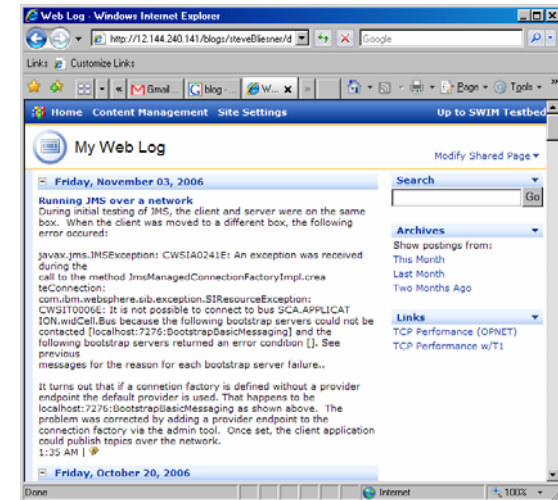 Web Log - Windows Internet Explorer
http://12.144.240.141/blogs/steveBliesner/d
Google
Links Customize Links
Gmail... blog -... W... Page Tools
Home Content Management Site Settings Up to SWIM Testbed
My Web Log
Modify Shared Page
Friday, November 03, 2006
Running JMS over a network
During initial testing of JMS, the client and server were on the same
box. When the client was moved to a different box, the following
error occured:
javax.jms.JMSException: CWSIA0241E: An exception was received
during the
call to the method JmsManagedConnectionFactoryImpl.crea
teConnection:
com.ibm.websphere.sib.exception.SIResourceException:
CWSIT0006E: It is not possible to connect to bus SCA.APPLICAT
ION.widCell.Bus because the following bootstrap servers could not be
contacted [localhost:7276:BootstrapBasicMessaging] and the
following bootstrap servers returned an error condition []. See
previous
messages for the reason for each bootstrap server failure..
It turns out that if a connetion factory is defined without a provider
endpoint the default provider is used. That happens to be
localhost:7276:BootstrapBasicMessaging as shown above. The
problem was corrected by adding a provider endpoint to the
connection factory via the admin tool. Once set, the client application
could publish topics over the network.
1:35 AM |
Friday, October 20, 2006
Search
Go
Archives
Show postings from:
This Month
Last Month
Two Months Ago
Links
TCP Perfomance (OPNET)
TCP Performance w/T1
Done
Internet
100%